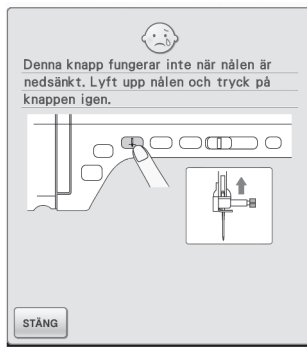 Denna knapp fungerar inte när nålen är
nedsänkt. Lyft upp nålen och tryck på
knappen igen.
STÄNG